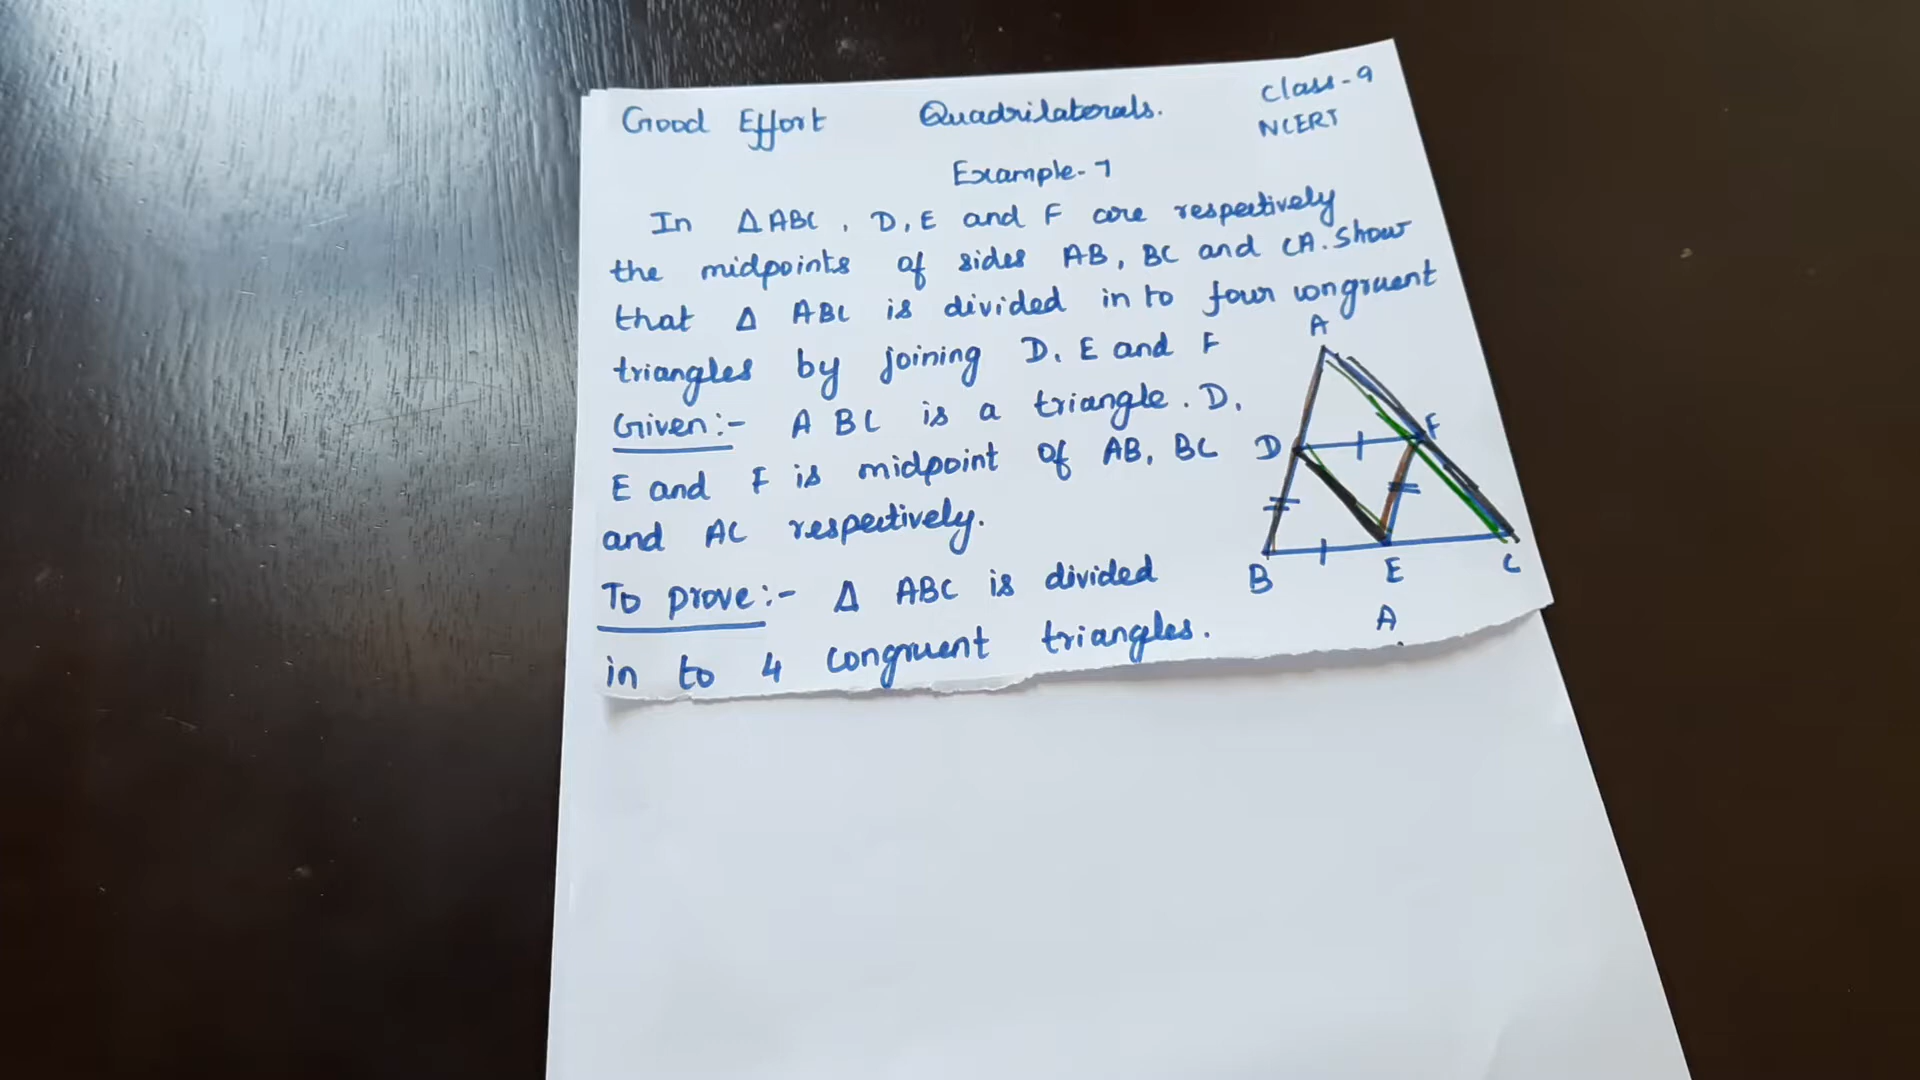 Good Effort Quadrilaterals. Class-9
NCERT
Example-7
In Δ ABC, D, E and F are respectively
the midpoints of sides AB, BC and CA. Show
that Δ ABC is divided in to four congruent
triangles by joining D, E and F
Given:- A BC is a triangle. D,
E and F is midpoint of AB, BC
and AC respectively.
To prove:- Δ ABC is divided
in to 4 congruent triangles.
A
D F
B E C
A